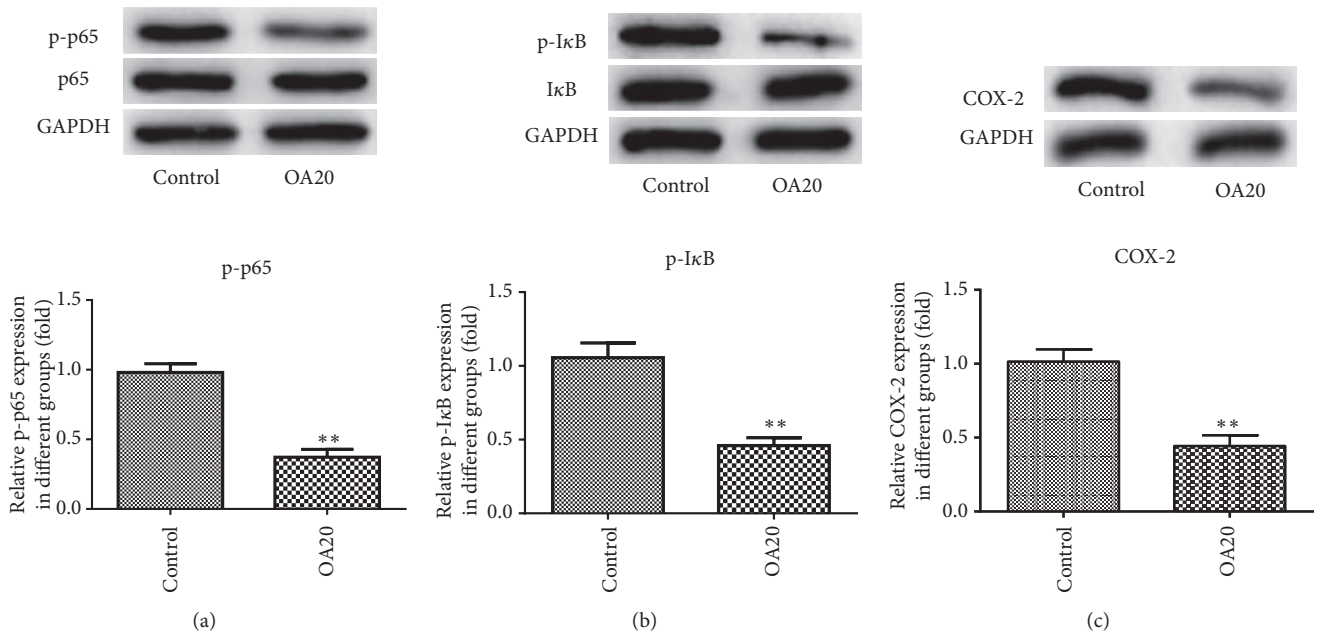 p-p65
p65
GAPDH
Control OA20
p-p65
Relative p-p65 expression
in different groups (fold)
1.5
1.0
0.5
0.0
**
Control
OA20
(a)
p-IκB
IκB
GAPDH
Control OA20
p-IκB
Relative p-IκB expression
in different groups (fold)
1.5
1.0
0.5
0.0
**
Control
OA20
(b)
COX-2
GAPDH
Control OA20
COX-2
Relative COX-2 expression
in different groups (fold)
1.5
1.0
0.5
0.0
**
Control
OA20
(c)